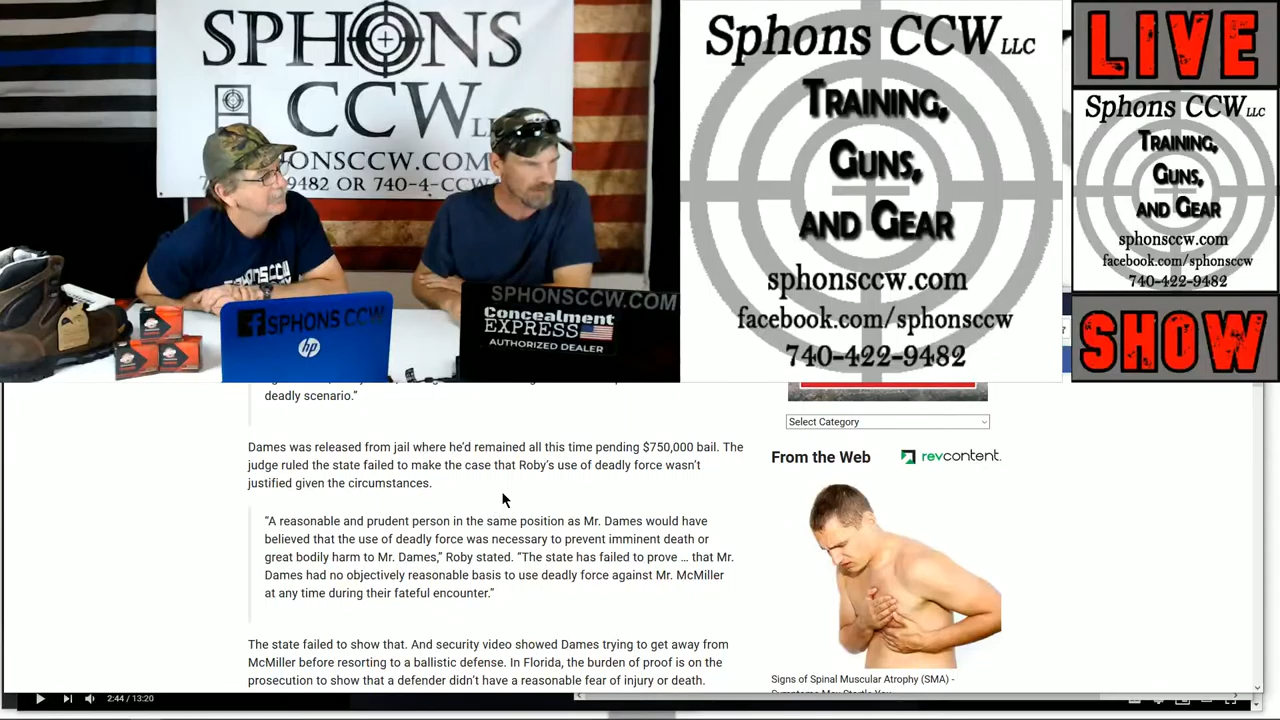 SPHONS
CCW
ONSCCW.COM
9482 OR 740-4-CCW
SPHONS CCW
hp
SPHONSCCW.COM
Concealment
EXPRESS
AUTHORIZED DEALER
Sphons CCW LLC
Training,
Guns,
and Gear
sphonsccw.com
facebook.com/sphonsccw
740-422-9482
LIVE
Sphons CCW LLC
Training,
Guns,
and Gear
sphonsccw.com
facebook.com/sphonsccw
740-422-9482
SHOW
deadly scenario.”
Dames was released from jail where he’d remained all this time pending $750,000 bail. The
judge ruled the state failed to make the case that Roby’s use of deadly force wasn’t
justified given the circumstances.
“A reasonable and prudent person in the same position as Mr. Dames would have
believed that the use of deadly force was necessary to prevent imminent death or
great bodily harm to Mr. Dames,” Roby stated. “The state has failed to prove … that Mr.
Dames had no objectively reasonable basis to use deadly force against Mr. McMiller
at any time during their fateful encounter.”
The state failed to show that. And security video showed Dames trying to get away from
McMiller before resorting to a ballistic defense. In Florida, the burden of proof is on the
prosecution to show that a defender didn’t have a reasonable fear of injury or death.
Select Category
From the Web
revcontent.
Signs of Spinal Muscular Atrophy (SMA) -
2:44 / 13:20